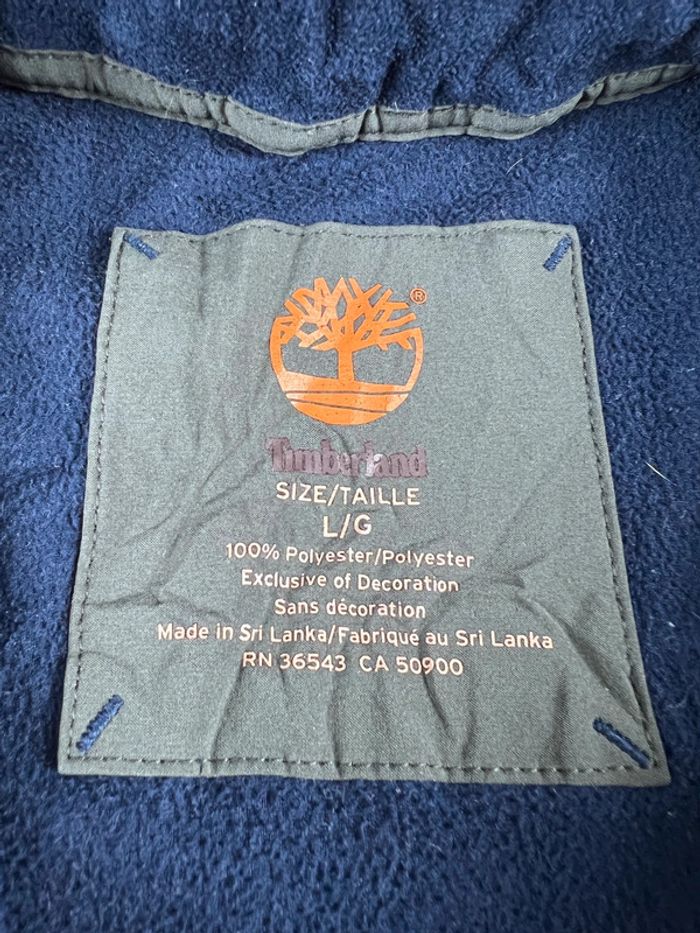 ®
Timberland
SIZE/TAILLE
L/G
100% Polyester/Polyester
Exclusive of Decoration
Sans décoration
Made in Sri Lanka/Fabriqué au Sri Lanka
RN 36543 CA 50900